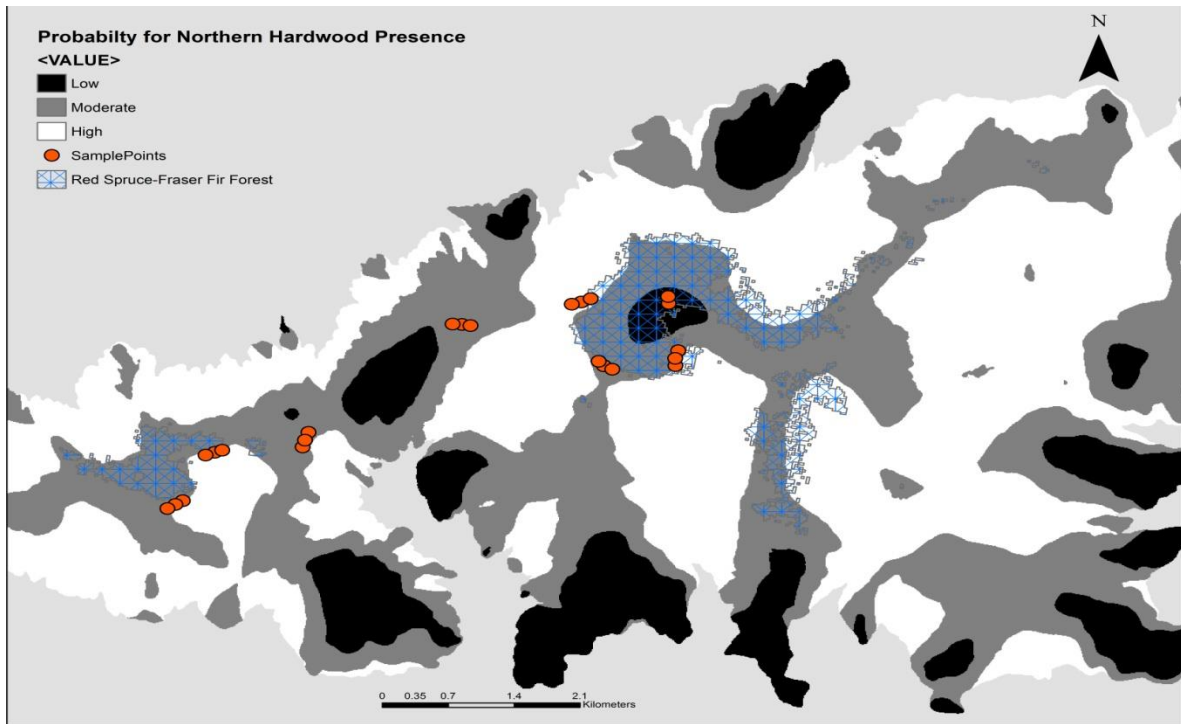 Probabilty for Northern Hardwood Presence
<VALUE>
Low
Moderate
High
SamplePoints
Red Spruce-Fraser Fir Forest
N
0 0.35 0.7 1.4 2.1
Kilometers